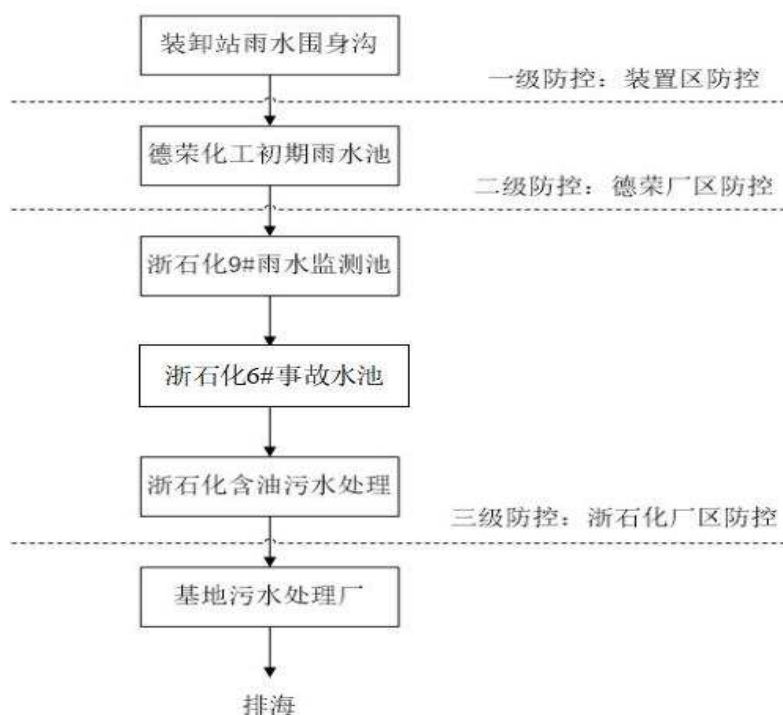 装卸站雨水围身沟
一级防控：装置区防控
德荣化工初期雨水池
二级防控：德荣厂区防控
浙石化9#雨水监测池
浙石化6#事故水池
浙石化含油污水处理
三级防控：浙石化厂区防控
基地污水处理厂
排海